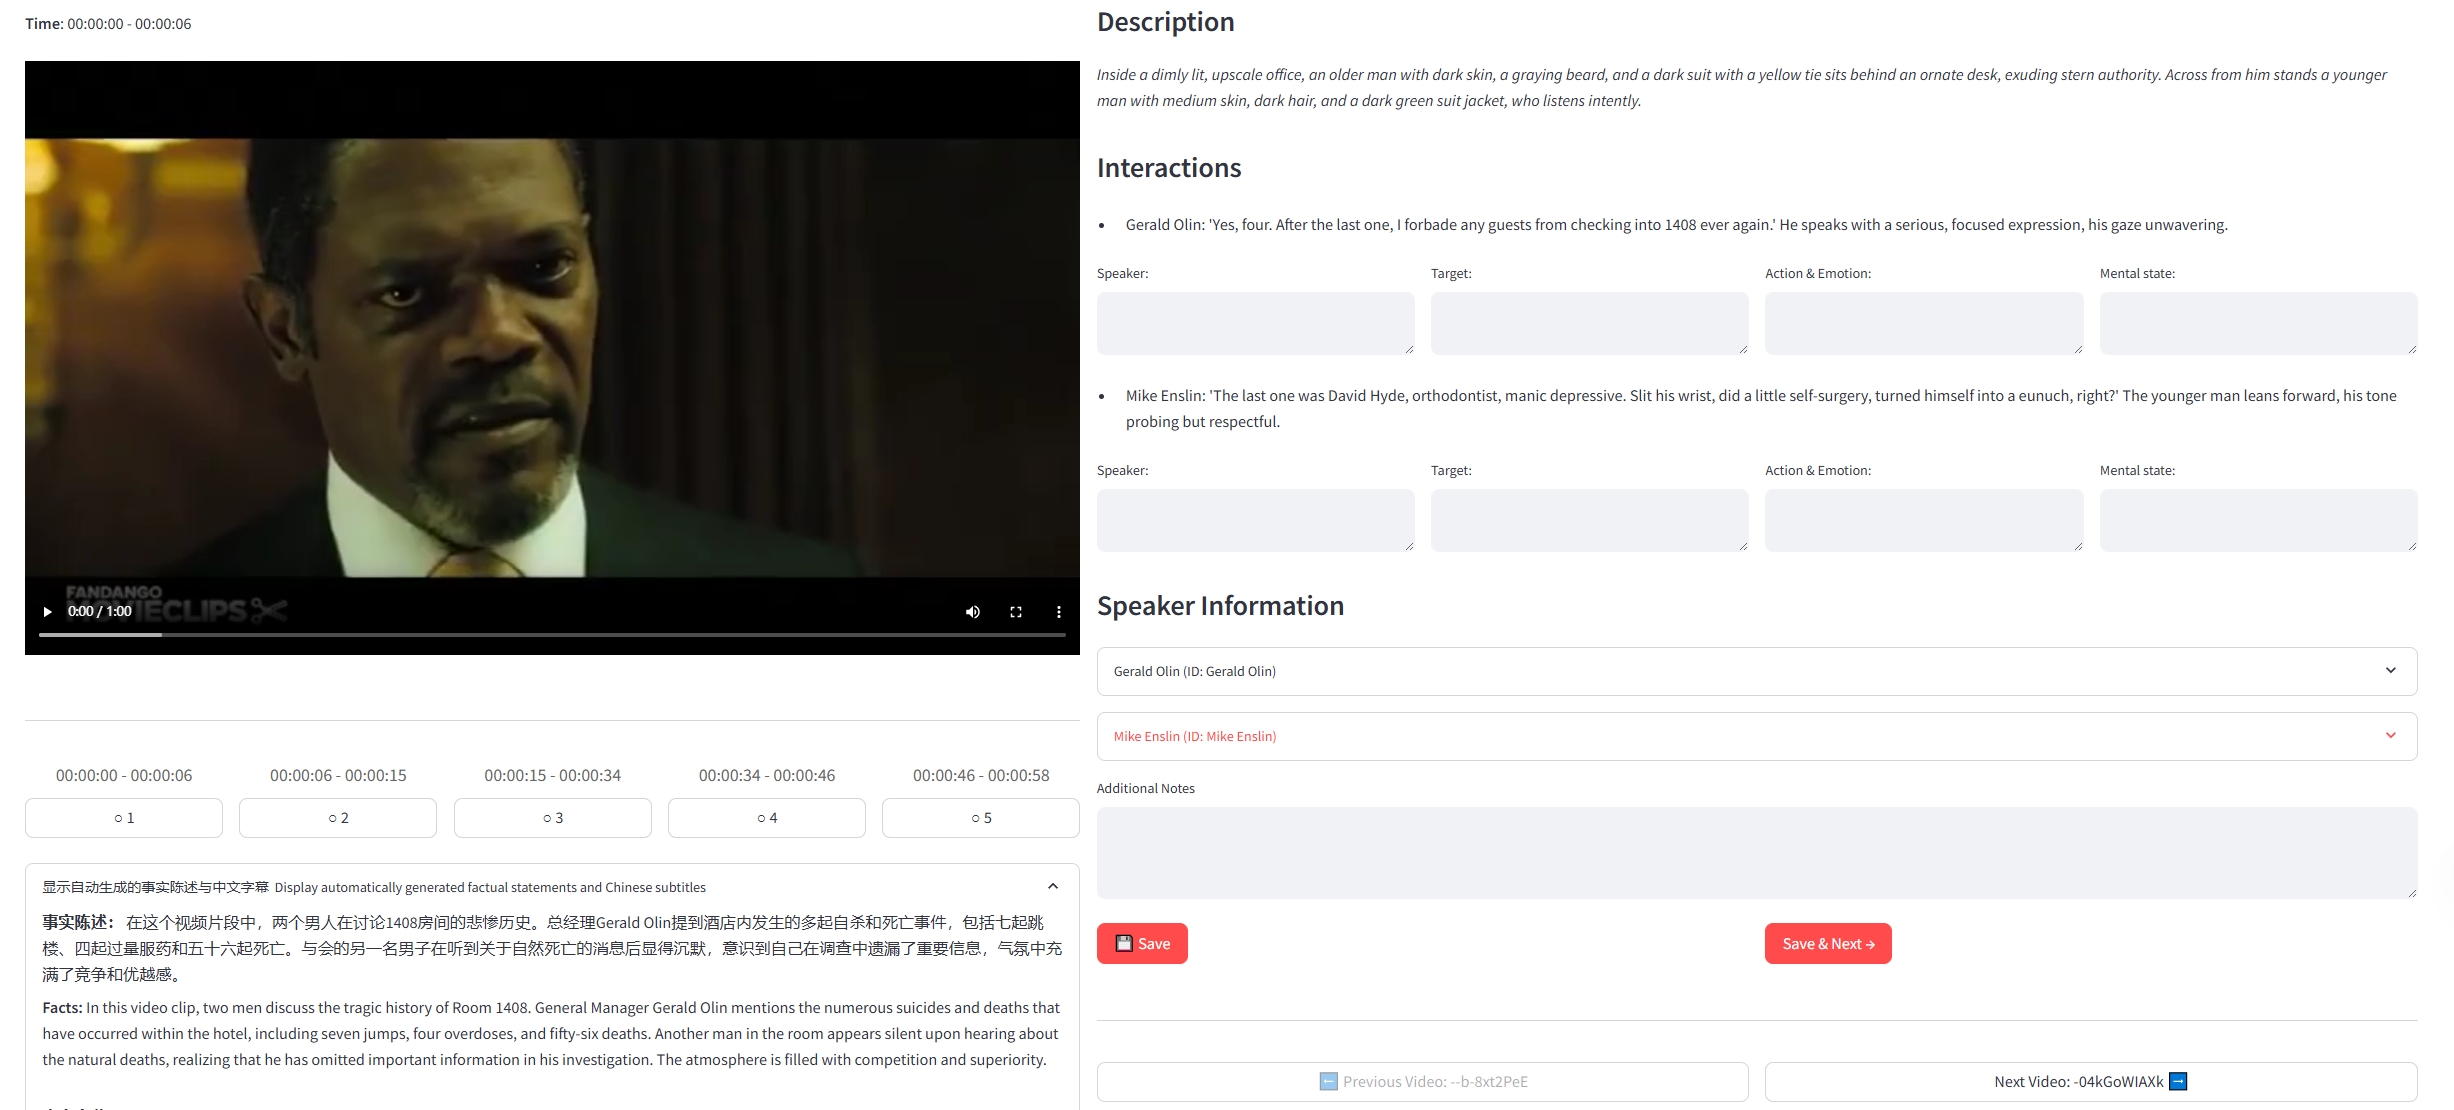 Time: 00:00:00 - 00:00:06
FANDANGO
MOVIECLIPS
0:00 / 1:00
00:00:00 - 00:00:06
00:00:06 - 00:00:15
00:00:15 - 00:00:34
00:00:34 - 00:00:46
00:00:46 - 00:00:58
○ 1
○ 2
○ 3
○ 4
○ 5
显示自动生成的事实陈述与中文字幕 Display automatically generated factual statements and Chinese subtitles
事实陈述： 在这个视频片段中，两个男人在讨论1408房间的悲惨历史。总经理Gerald Olin提到酒店内发生的多起自杀和死亡事件，包括七起跳
楼、四起过量服药和五十六起死亡。与会的另一名男子在听到关于自然死亡的消息后显得沉默，意识到自己在调查中遗漏了重要信息，气氛中充
满了竞争和优越感。
Facts: In this video clip, two men discuss the tragic history of Room 1408. General Manager Gerald Olin mentions the numerous suicides and deaths that
have occurred within the hotel, including seven jumps, four overdoses, and fifty-six deaths. Another man in the room appears silent upon hearing about
the natural deaths, realizing that he has omitted important information in his investigation. The atmosphere is filled with competition and superiority.
Description
Inside a dimly lit, upscale office, an older man with dark skin, a graying beard, and a dark suit with a yellow tie sits behind an ornate desk, exuding stern authority. Across from him stands a younger
man with medium skin, dark hair, and a dark green suit jacket, who listens intently.
Interactions
• Gerald Olin: 'Yes, four. After the last one, I forbade any guests from checking into 1408 ever again.' He speaks with a serious, focused expression, his gaze unwavering.
Speaker:
Target:
Action & Emotion:
Mental state:
• Mike Enslin: 'The last one was David Hyde, orthodontist, manic depressive. Slit his wrist, did a little self-surgery, turned himself into a eunuch, right?' The younger man leans forward, his tone
probing but respectful.
Speaker:
Target:
Action & Emotion:
Mental state:
Speaker Information
Gerald Olin (ID: Gerald Olin)
Mike Enslin (ID: Mike Enslin)
Additional Notes
Save
Save & Next →
Previous Video: --b-8xt2PeE
Next Video: -04kGoWIAXk